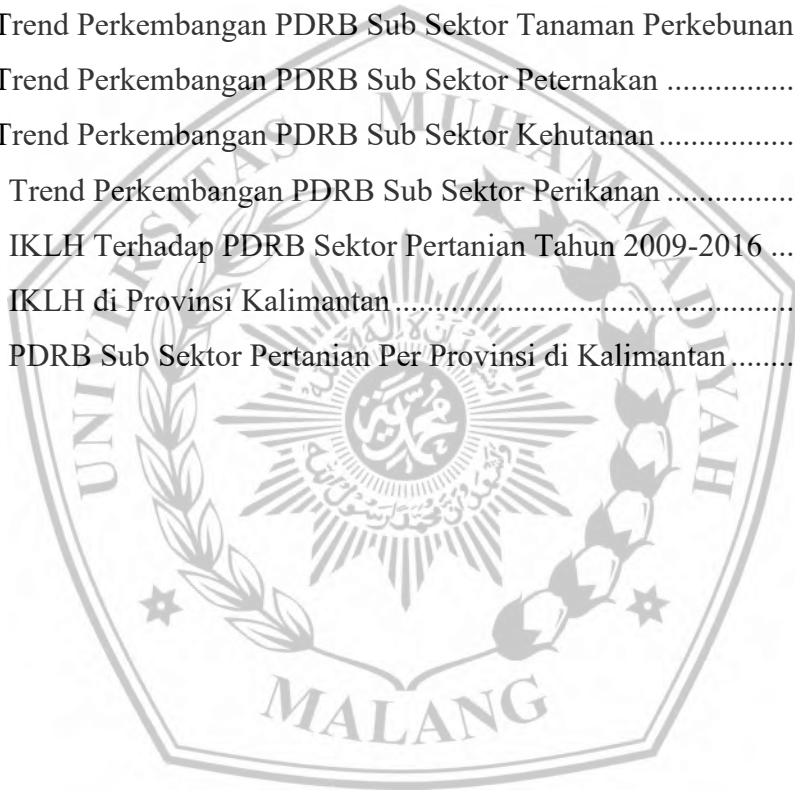 Trend Perkembangan PDRB Sub Sektor Tanaman Perkebunan
Trend Perkembangan PDRB Sub Sektor Peternakan ...............
Trend Perkembangan PDRB Sub Sektor Kehutanan ................
Trend Perkembangan PDRB Sub Sektor Perikanan ...............
IKLH Terhadap PDRB Sektor Pertanian Tahun 2009-2016 ...
IKLH di Provinsi Kalimantan ...............................................
PDRB Sub Sektor Pertanian Per Provinsi di Kalimantan ........
UNIVERSITAS MUHAMMADIYAH
MALANG